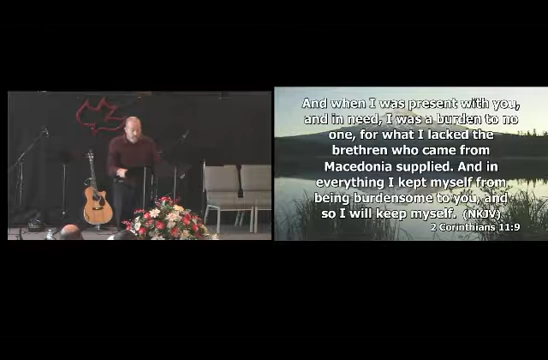 And when I was present with you,
and in need, I was a burden to no
one, for what I lacked the
brethren who came from
Macedonia supplied. And in
everything I kept myself from
being burdensome to you, and
so I will keep myself. (NKJV)
2 Corinthians 11:9